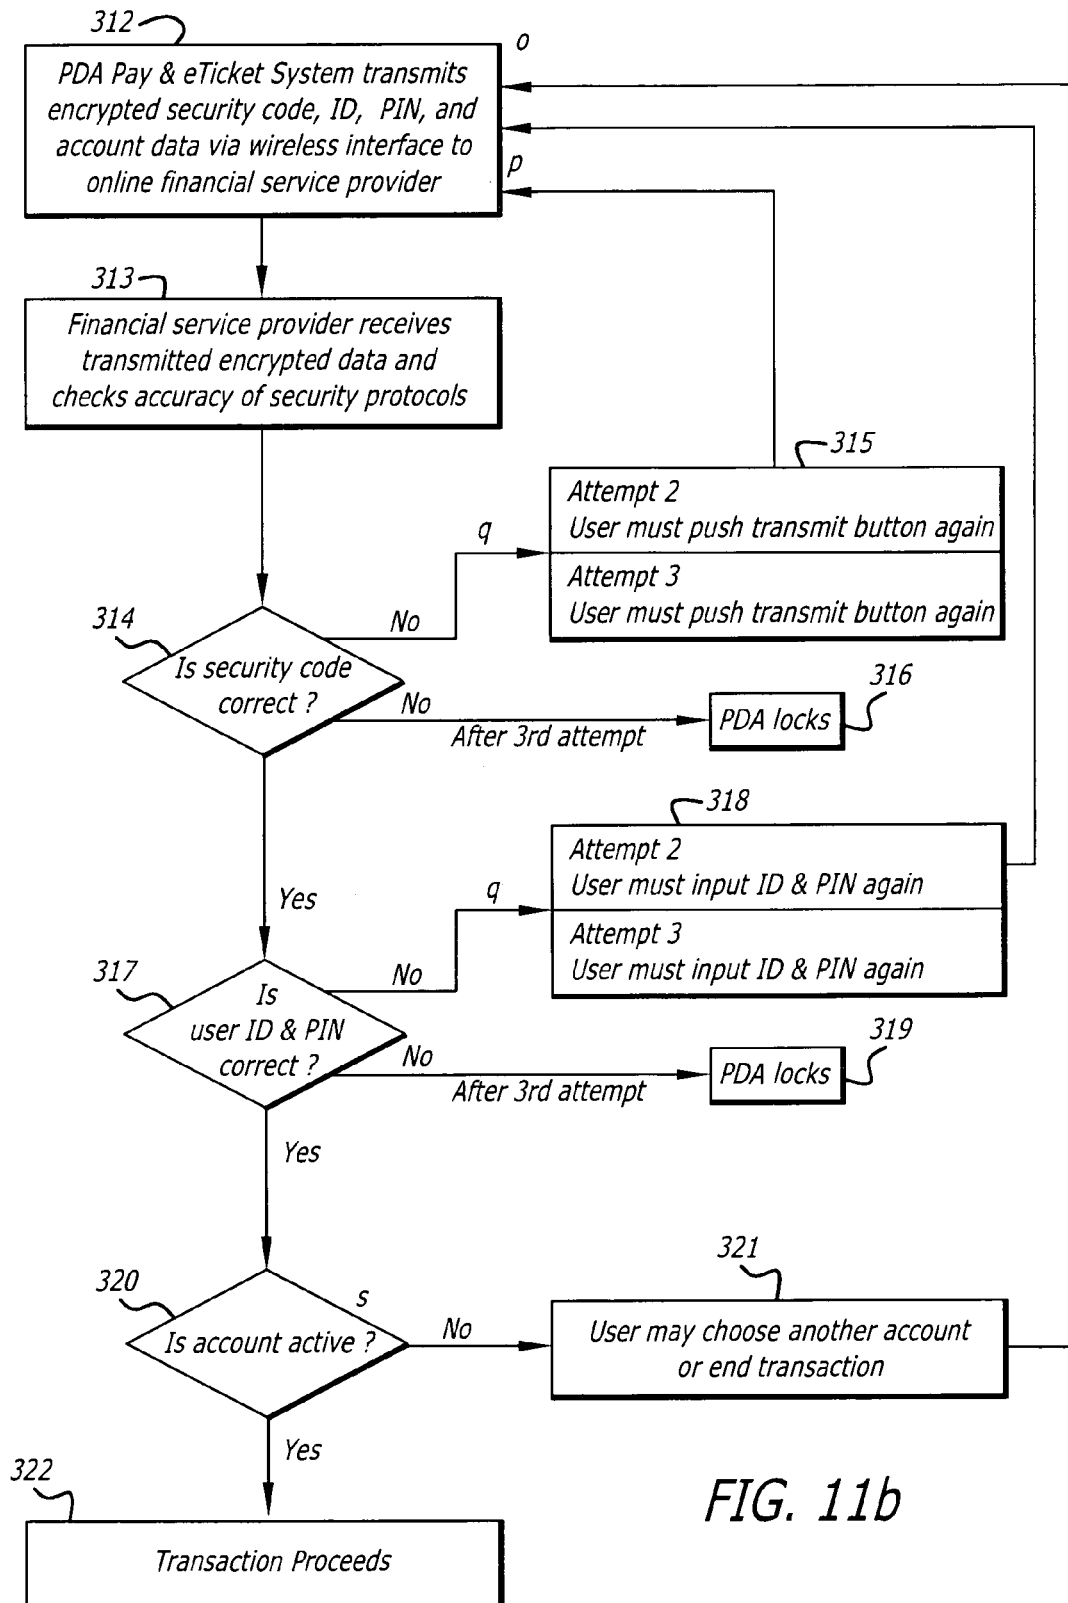 312
o
PDA Pay & eTicket System transmits
encrypted security code, ID, PIN, and
account data via wireless interface to
online financial service provider
p
313
Financial service provider receives
transmitted encrypted data and
checks accuracy of security protocols
315
Attempt 2
User must push transmit button again
Attempt 3
User must push transmit button again
q
No
314
Is security code
correct ?
No
After 3rd attempt
316
PDA locks
Yes
318
Attempt 2
User must input ID & PIN again
Attempt 3
User must input ID & PIN again
q
No
317
Is
user ID & PIN
correct ?
No
After 3rd attempt
319
PDA locks
Yes
320
s
Is account active ?
No
321
User may choose another account
or end transaction
Yes
322
Transaction Proceeds
FIG. 11b